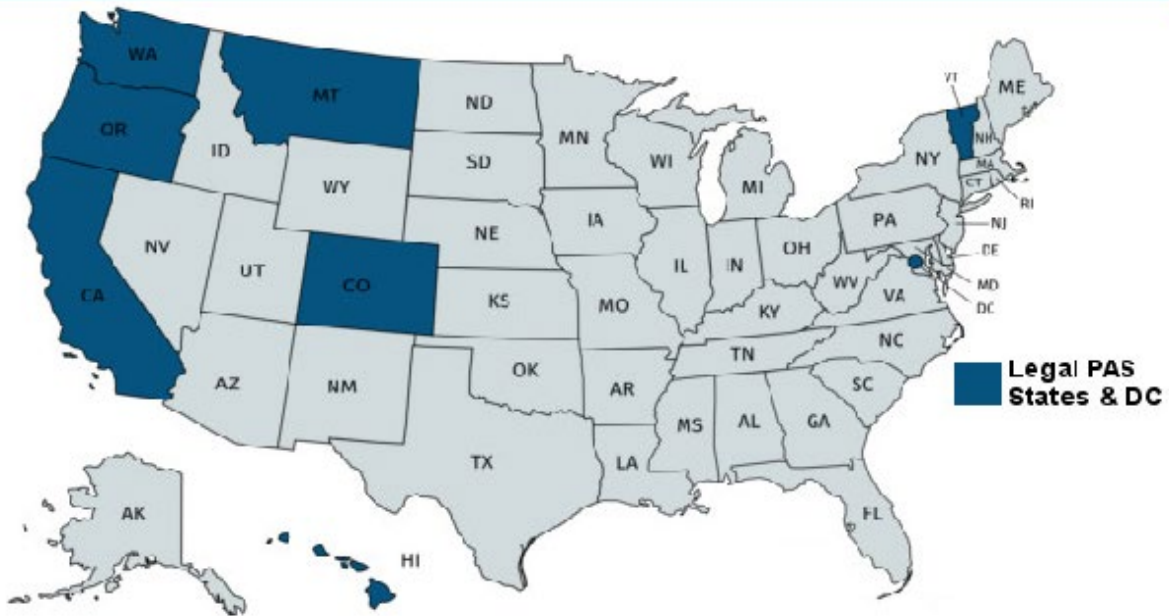 WA
MT
ND
MN
VT
ME
OR
ID
SD
WI
MI
NY
NH
MA
CT
RI
WY
IA
PA
NJ
NE
OH
DE
NV
UT
CO
IL
IN
WV
MD
CA
KS
MO
KY
VA
DC
TN
NC
AZ
NM
OK
AR
SC
Legal PAS
States & DC
MS
AL
GA
TX
LA
AK
FL
HI